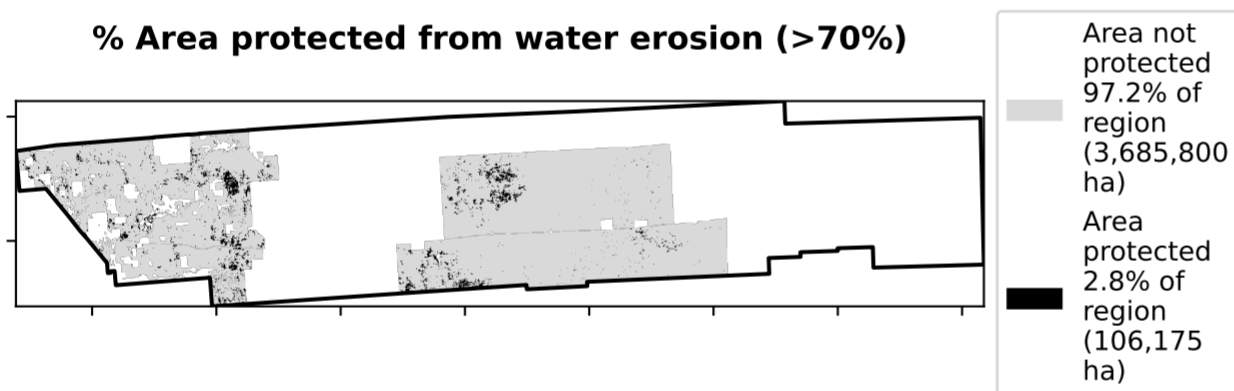 % Area protected from water erosion (>70%)
Area not
protected
97.2% of
region
(3,685,800
ha)
Area
protected
2.8% of
region
(106,175
ha)